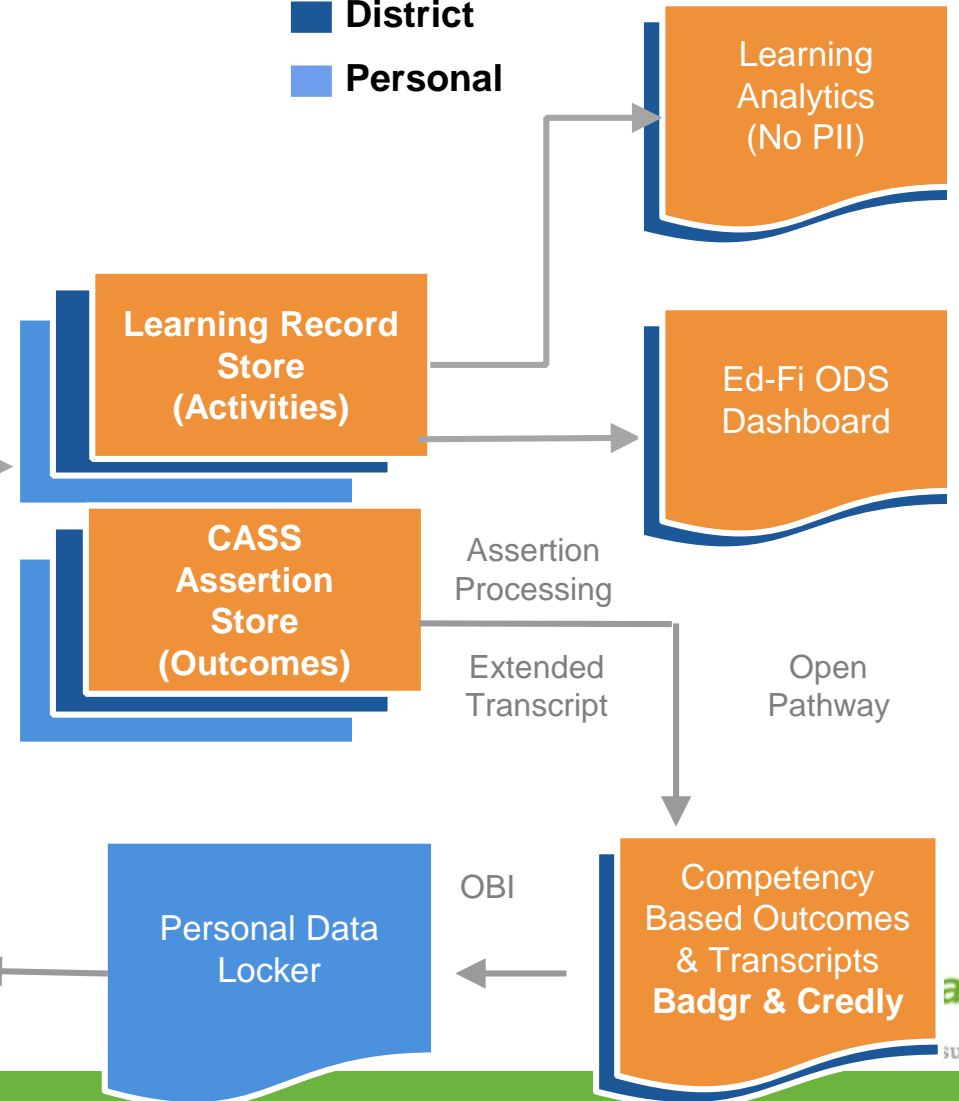 District
Personal
Learning
Analytics
(No PII)
Learning Record
Store
(Activities)
Ed-Fi ODS
Dashboard
CASS
Assertion
Store
(Outcomes)
Assertion
Processing
Extended
Transcript
Open
Pathway
Personal Data
Locker
OBI
Competency
Based Outcomes
& Transcripts
Badgr & Credly